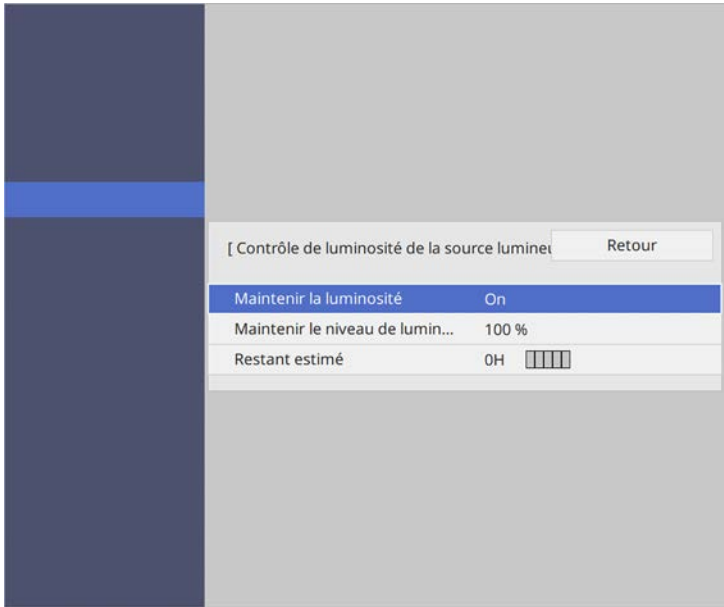 [ Contrôle de luminosité de la source lumineu
Retour
Maintenir la luminosité On
Maintenir le niveau de lumin... 100 %
Restant estimé 0H